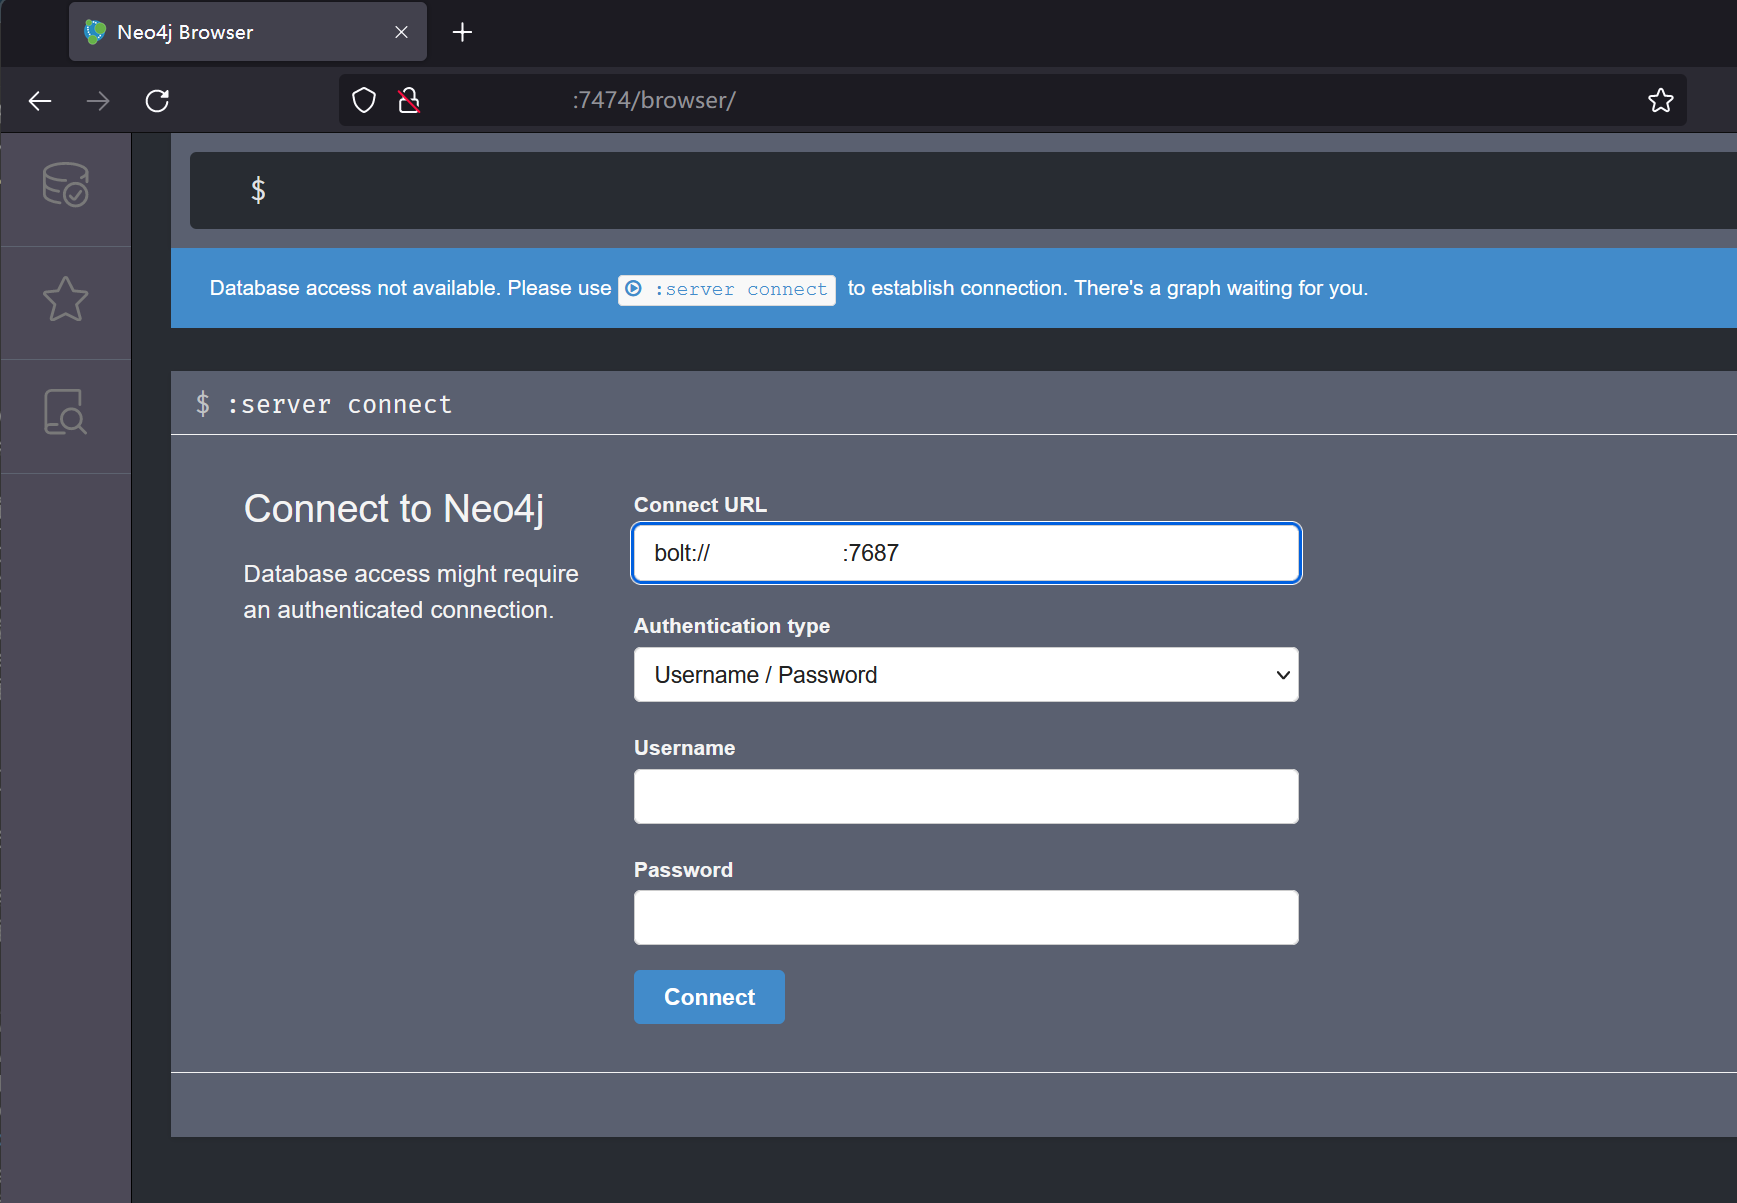 Neo4j Browser
:7474/browser/
$
Database access not available. Please use :server connect to establish connection. There's a graph waiting for you.
$ :server connect
Connect to Neo4j
Database access might require
an authenticated connection.
Connect URL
bolt:// :7687
Authentication type
Username / Password
Username
Password
Connect